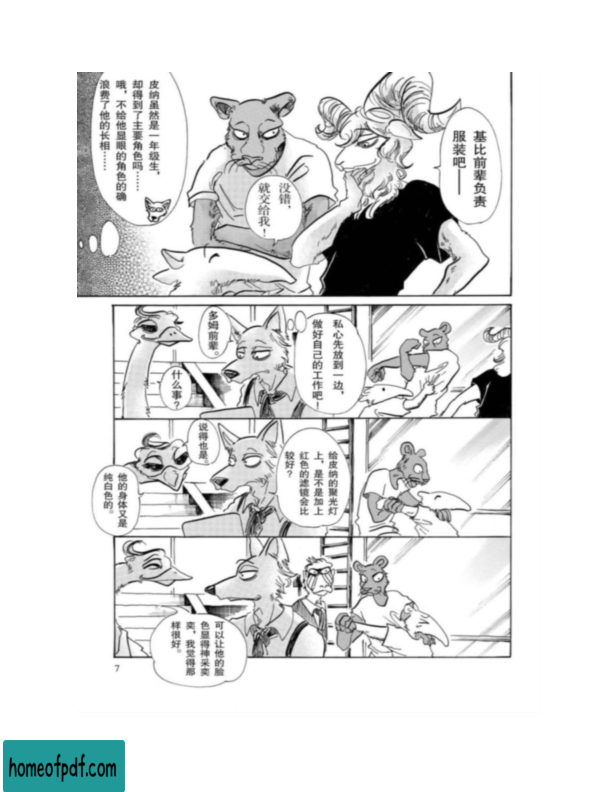 基比前辈负责
服装吧——
没错，
就交给我！
皮纳虽然是一年级生，
却得到了主要角色吗……
哦，不给他显眼的角色的确
浪费了他的长相……
私心先放到一边，
做好自己的工作吧！
多姆前辈。
什么事？
给皮纳的聚光灯
上，是不是加上
红色的滤镜会比
较好？
说得也是，
他的身体又是
纯白色的。
可以让他的脸
色显得神采奕
奕，我觉得那
样很好。
7
homeofpdf.com